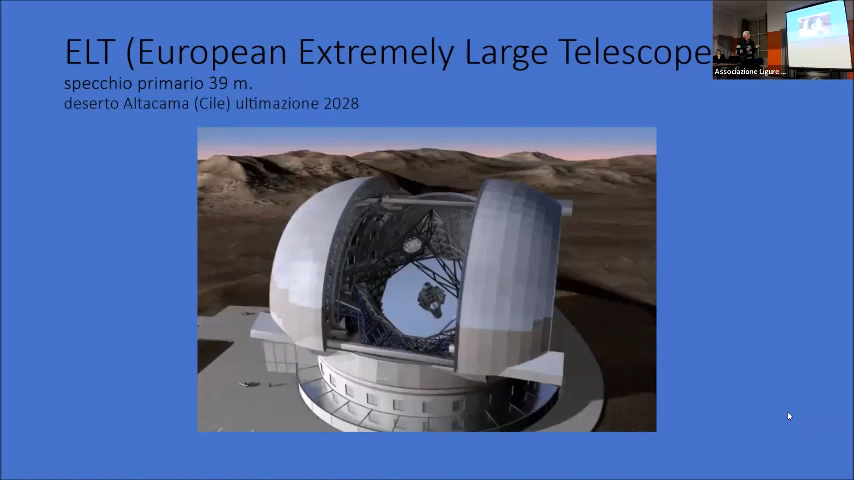 ELT (European Extremely Large Telescope
specchio primario 39 m.
deserto Altacama (Cile) ultimazione 2028
Associazione Ligure ...